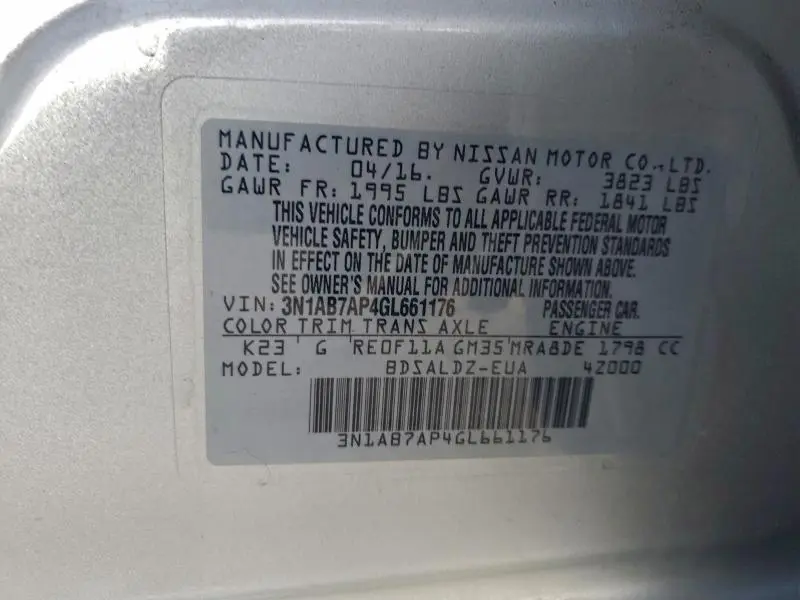 MANUFACTURED BY NISSAN MOTOR CO.,LTD.
DATE: 04/16. GVWR: 3823 LBS
GAWR FR: 1995 LBS GAWR RR: 1841 LBS
THIS VEHICLE CONFORMS TO ALL APPLICABLE FEDERAL MOTOR
VEHICLE SAFETY, BUMPER AND THEFT PREVENTION STANDARDS
IN EFFECT ON THE DATE OF MANUFACTURE SHOWN ABOVE.
SEE OWNER'S MANUAL FOR ADDITIONAL INFORMATION.
VIN: 3N1AB7AP4GL661176 PASSENGER CAR.
COLOR TRIM TRANS AXLE ENGINE
K23 G RE0F11A GM35 MRA8DE 1798 CC
MODEL: BDSALDZ-EUA 4Z000
3N1AB7AP4GL661176